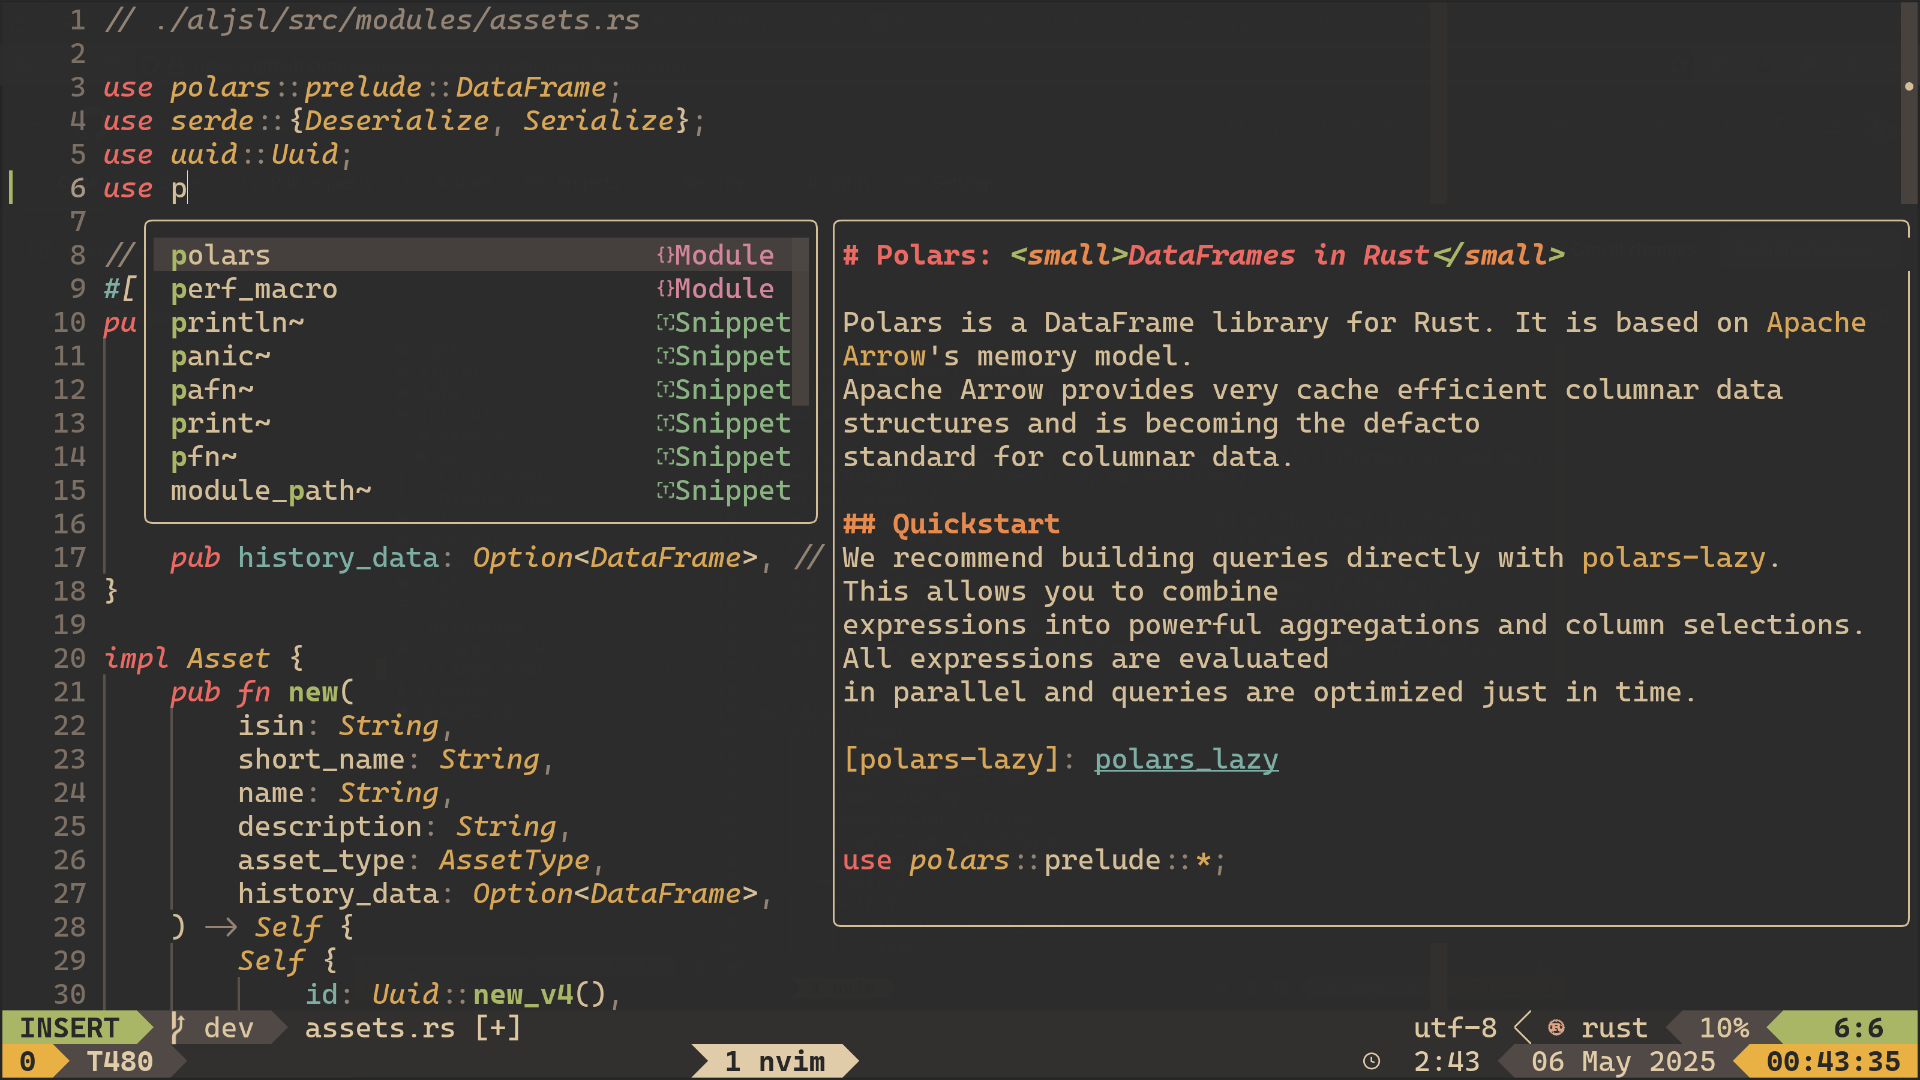 1 // ./aljsl/src/modules/assets.rs
2
3 use polars::prelude::DataFrame;
4 use serde::{Deserialize, Serialize};
5 use uuid::Uuid;
6 use p
7
8 //
9 #[
10 pu
11
12
13
14
15
16
17 pub history_data: Option<DataFrame>, //
18 }
19
20 impl Asset {
21 pub fn new(
22 isin: String,
23 short_name: String,
24 name: String,
25 description: String,
26 asset_type: AssetType,
27 history_data: Option<DataFrame>,
28 ) -> Self {
29 Self {
30 id: Uuid::new_v4(),
polars {}Module
perf_macro {}Module
println~ Snippet
panic~ Snippet
pafn~ Snippet
print~ Snippet
pfn~ Snippet
module_path~ Snippet
# Polars: <small>DataFrames in Rust</small>
Polars is a DataFrame library for Rust. It is based on Apache
Arrow's memory model.
Apache Arrow provides very cache efficient columnar data
structures and is becoming the defacto
standard for columnar data.
## Quickstart
We recommend building queries directly with polars-lazy.
This allows you to combine
expressions into powerful aggregations and column selections.
All expressions are evaluated
in parallel and queries are optimized just in time.
[polars-lazy]: polars_lazy
use polars::prelude::*;
INSERT dev assets.rs [+] utf-8 rust 10% 6:6
0 T480 1 nvim 2:43 06 May 2025 00:43:35